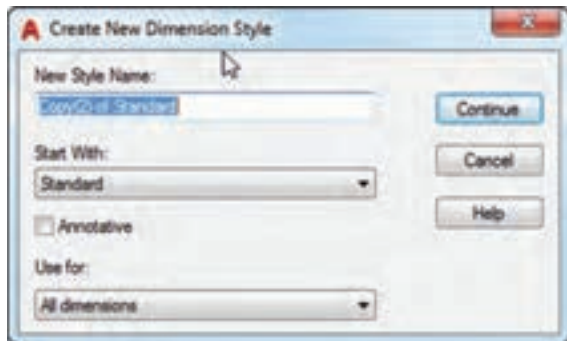 Create New Dimension Style
New Style Name:
Copy(2) of Standard
Continue
Start With:
Cancel
Standard
Help
Annotative
Use for:
All dimensions